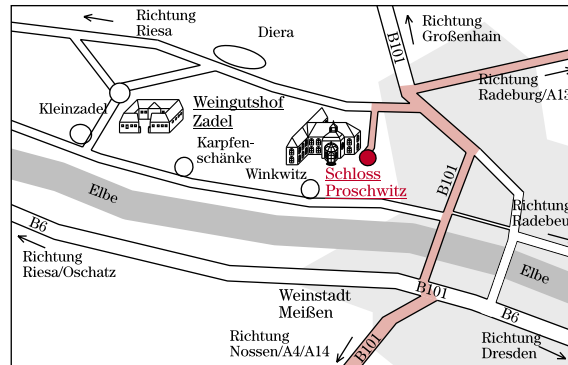 Richtung
Riesa
Diera
B101
Richtung
Großenhain
Richtung
Radeburg/A13
Kleinzadel
Weingutshof
Zadel
Karpfen-
schänke
Winkwitz
Schloss
Proschwitz
B101
Elbe
Richtung
Radebeu
B6
Richtung
Riesa/Oschatz
Elbe
Weinstadt
Meißen
B101
B6
Richtung
Nossen/A4/A14
B101
Richtung
Dresden